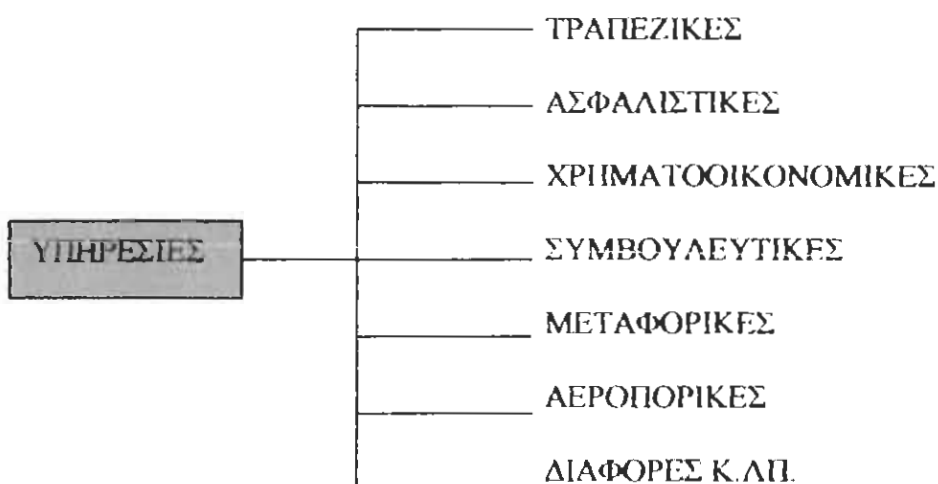 ΤΡΑΠΕΖΙΚΕΣ
ΑΣΦΑΛΙΣΤΙΚΕΣ
ΧΡΗΜΑΤΟΟΙΚΟΝΟΜΙΚΕΣ
ΥΠΗΡΕΣΙΕΣ
ΣΥΜΒΟΥΛΕΥΤΙΚΕΣ
ΜΕΤΑΦΟΡΙΚΕΣ
ΑΕΡΟΠΟΡΙΚΕΣ
ΔΙΑΦΟΡΕΣ Κ.ΛΠ.